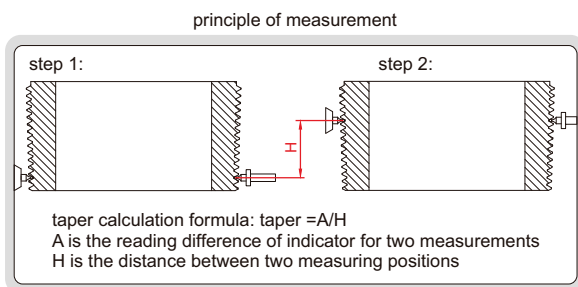 principle of measurement
step 1:
step 2:
H
taper calculation formula: taper =A/H
A is the reading difference of indicator for two measurements
H is the distance between two measuring positions